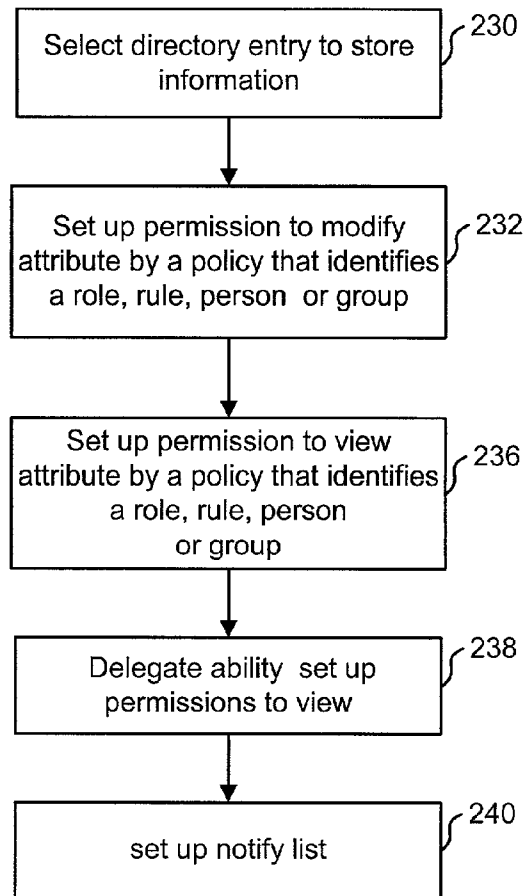 Select directory entry to store
information
230
Set up permission to modify
attribute by a policy that identifies
a role, rule, person or group
232
Set up permission to view
attribute by a policy that identifies
a role, rule, person
or group
236
Delegate ability set up
permissions to view
238
set up notify list
240